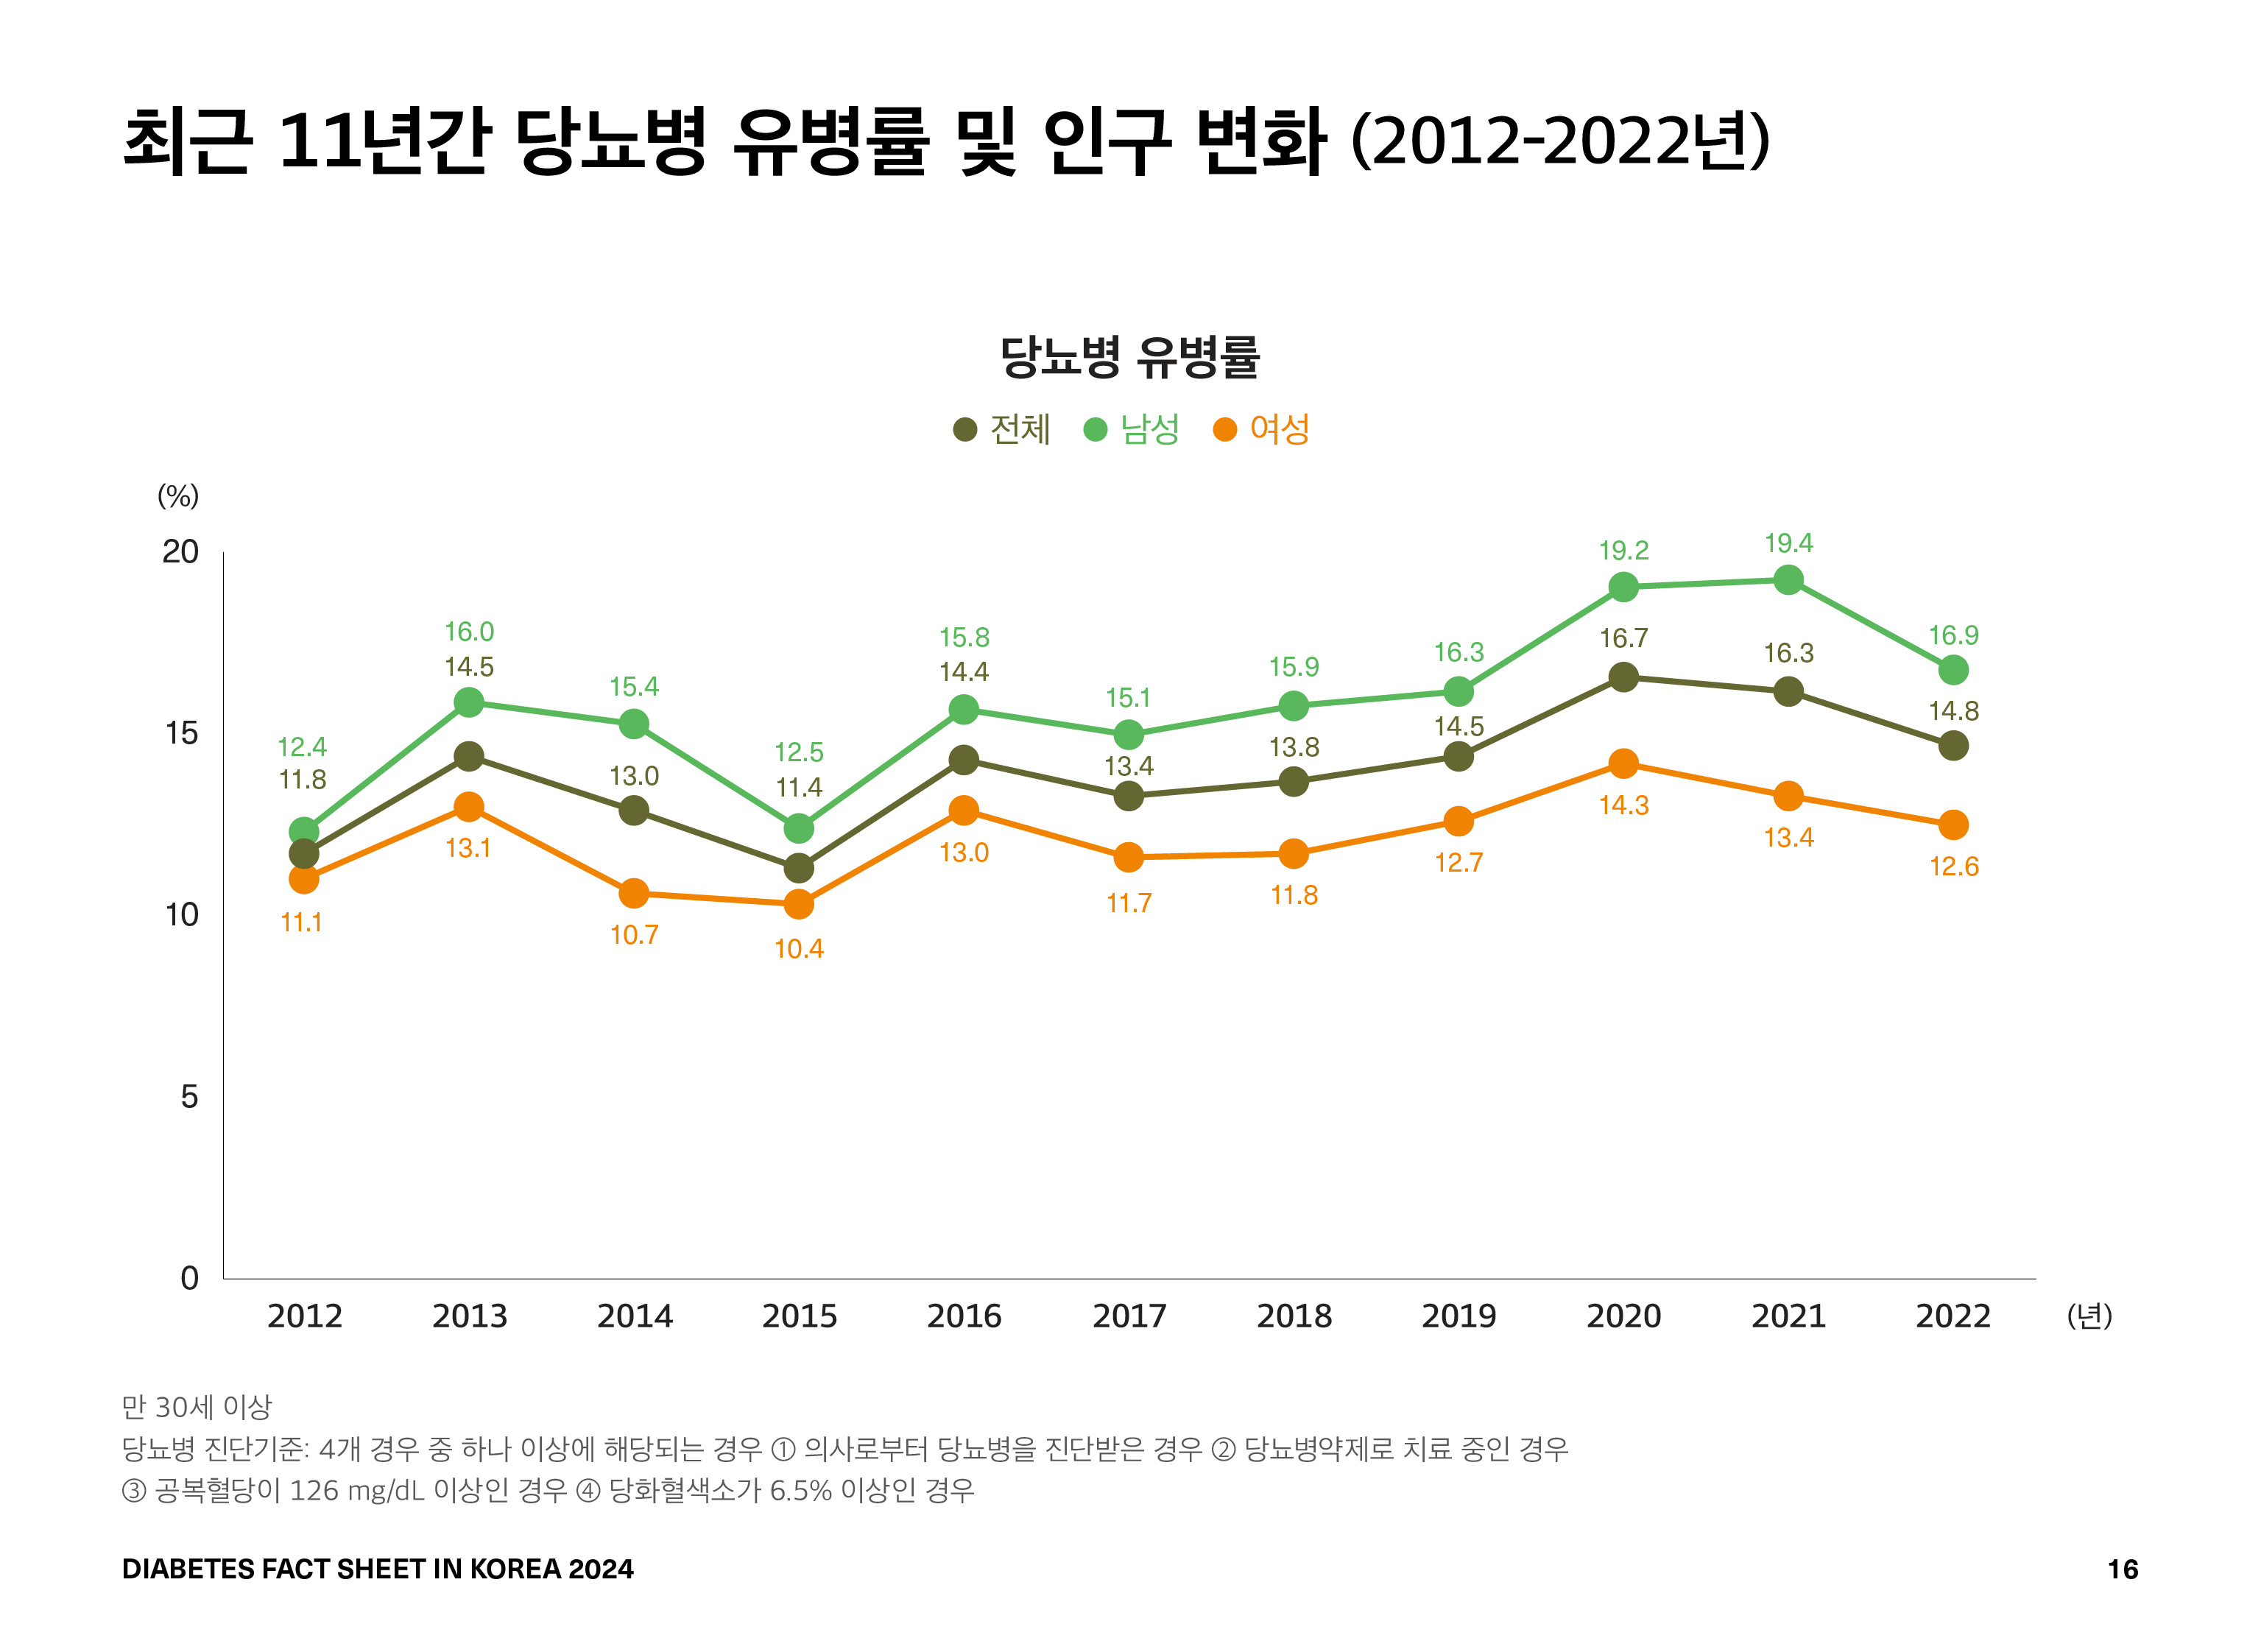 최근 11년간 당뇨병 유병률 및 인구 변화 (2012-2022년)
당뇨병 유병률
전체 남성 여성
(%)
20
15
10
5
0
12.4 16.0 15.4 12.5 15.8 15.1 15.9 16.3 19.2 19.4 16.9
11.8 14.5 13.0 11.4 14.4 13.4 13.8 14.5 16.7 16.3 14.8
11.1 13.1 10.7 10.4 13.0 11.7 11.8 12.7 14.3 13.4 12.6
2012 2013 2014 2015 2016 2017 2018 2019 2020 2021 2022 (년)
만 30세 이상
당뇨병 진단기준: 4개 경우 중 하나 이상에 해당되는 경우 ① 의사로부터 당뇨병을 진단받은 경우 ② 당뇨병약제로 치료 중인 경우
③ 공복혈당이 126 mg/dL 이상인 경우 ④ 당화혈색소가 6.5% 이상인 경우
DIABETES FACT SHEET IN KOREA 2024
16